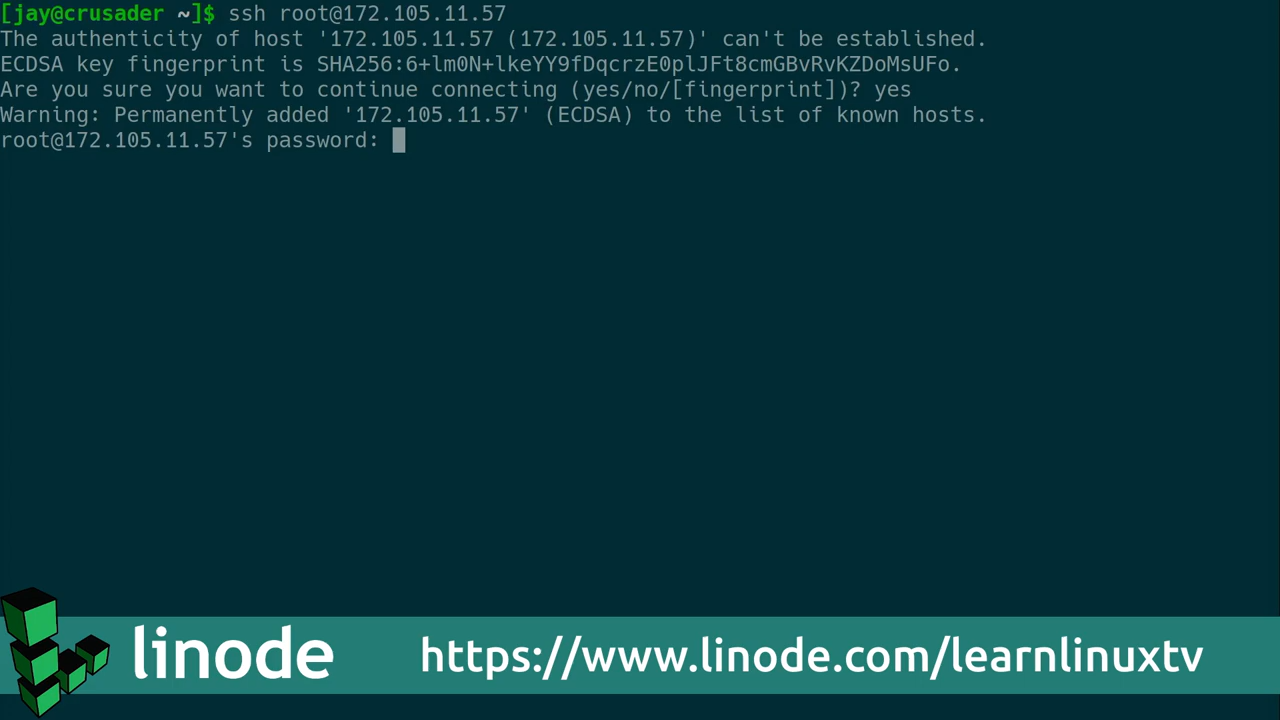 [jay@crusader ~]$ ssh root@172.105.11.57
The authenticity of host '172.105.11.57 (172.105.11.57)' can't be established.
ECDSA key fingerprint is SHA256:6+lm0N+lkeYY9fDqcrzE0plJFt8cmGBvRvKZDoMsUFo.
Are you sure you want to continue connecting (yes/no/[fingerprint])? yes
Warning: Permanently added '172.105.11.57' (ECDSA) to the list of known hosts.
root@172.105.11.57's password:
linode https://www.linode.com/learnlinuxtv